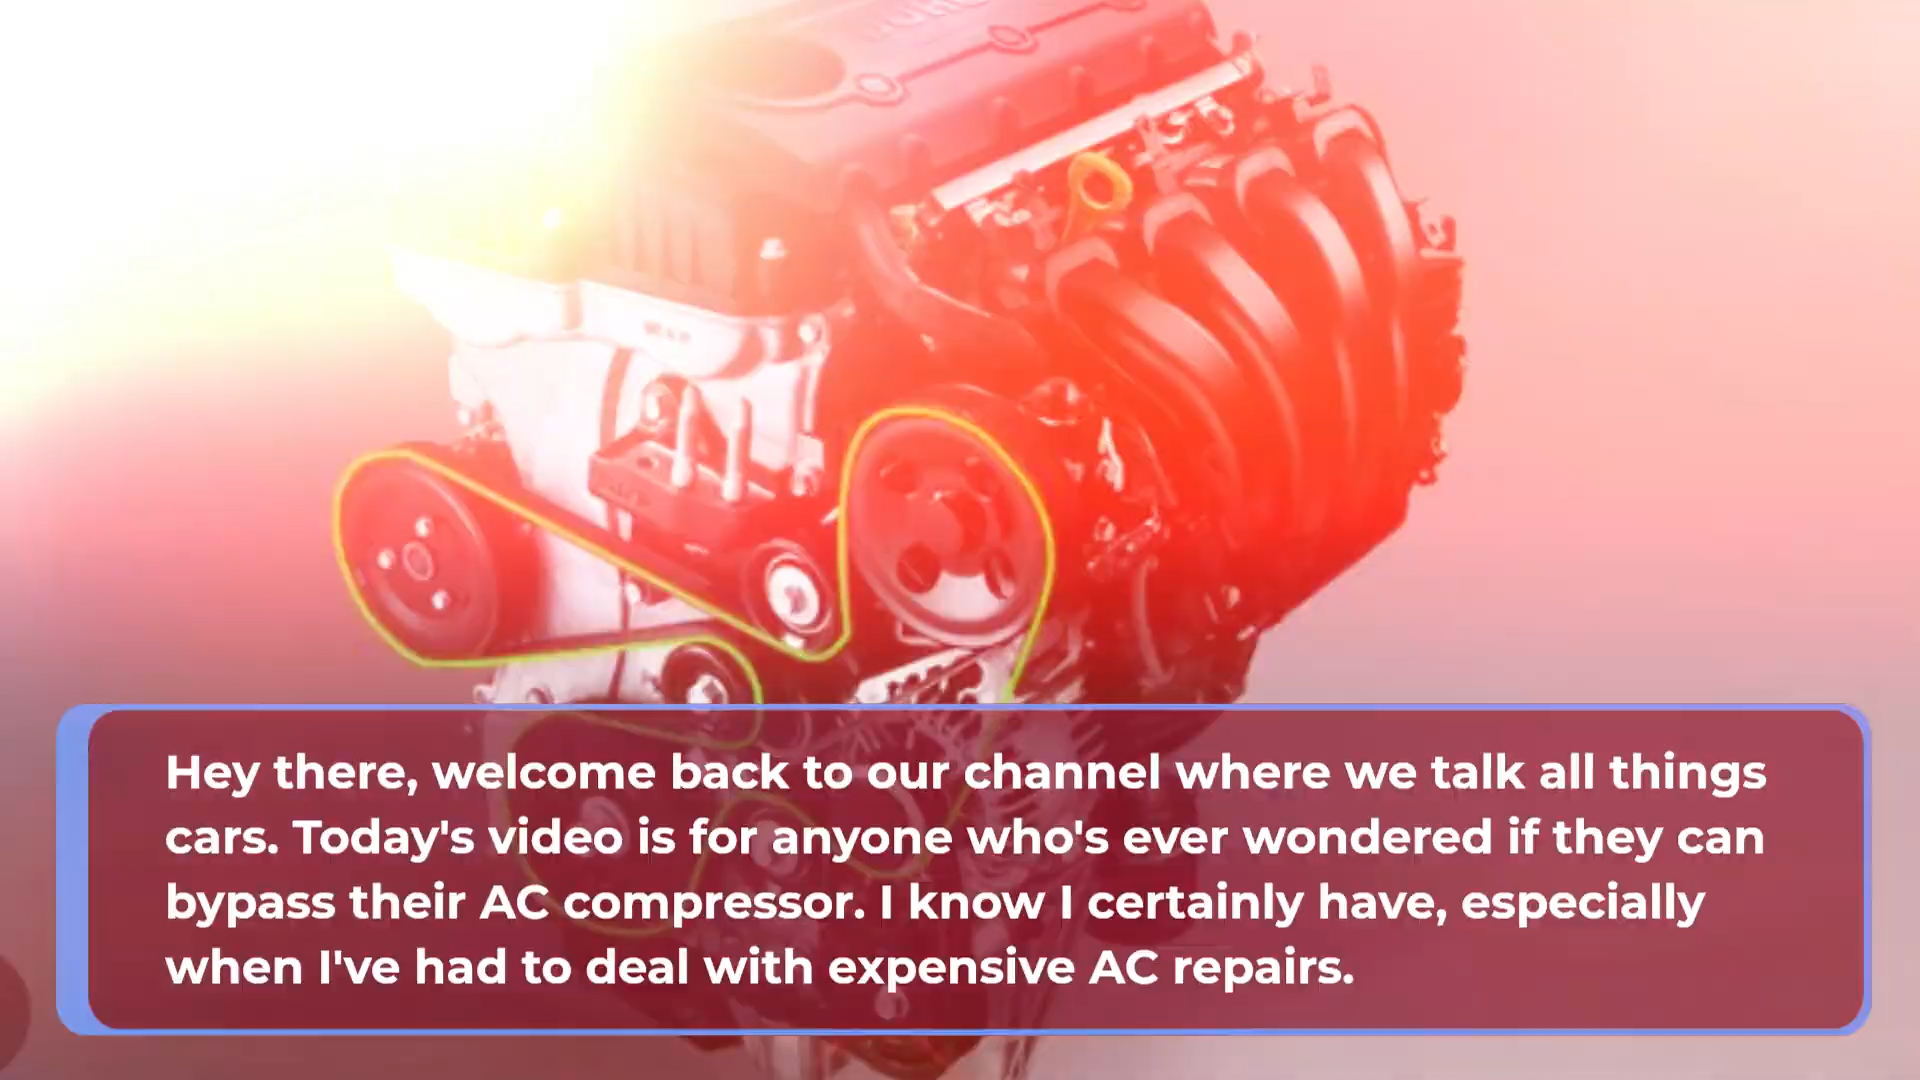 Hey there, welcome back to our channel where we talk all things
cars. Today's video is for anyone who's ever wondered if they can
bypass their AC compressor. I know I certainly have, especially
when I've had to deal with expensive AC repairs.